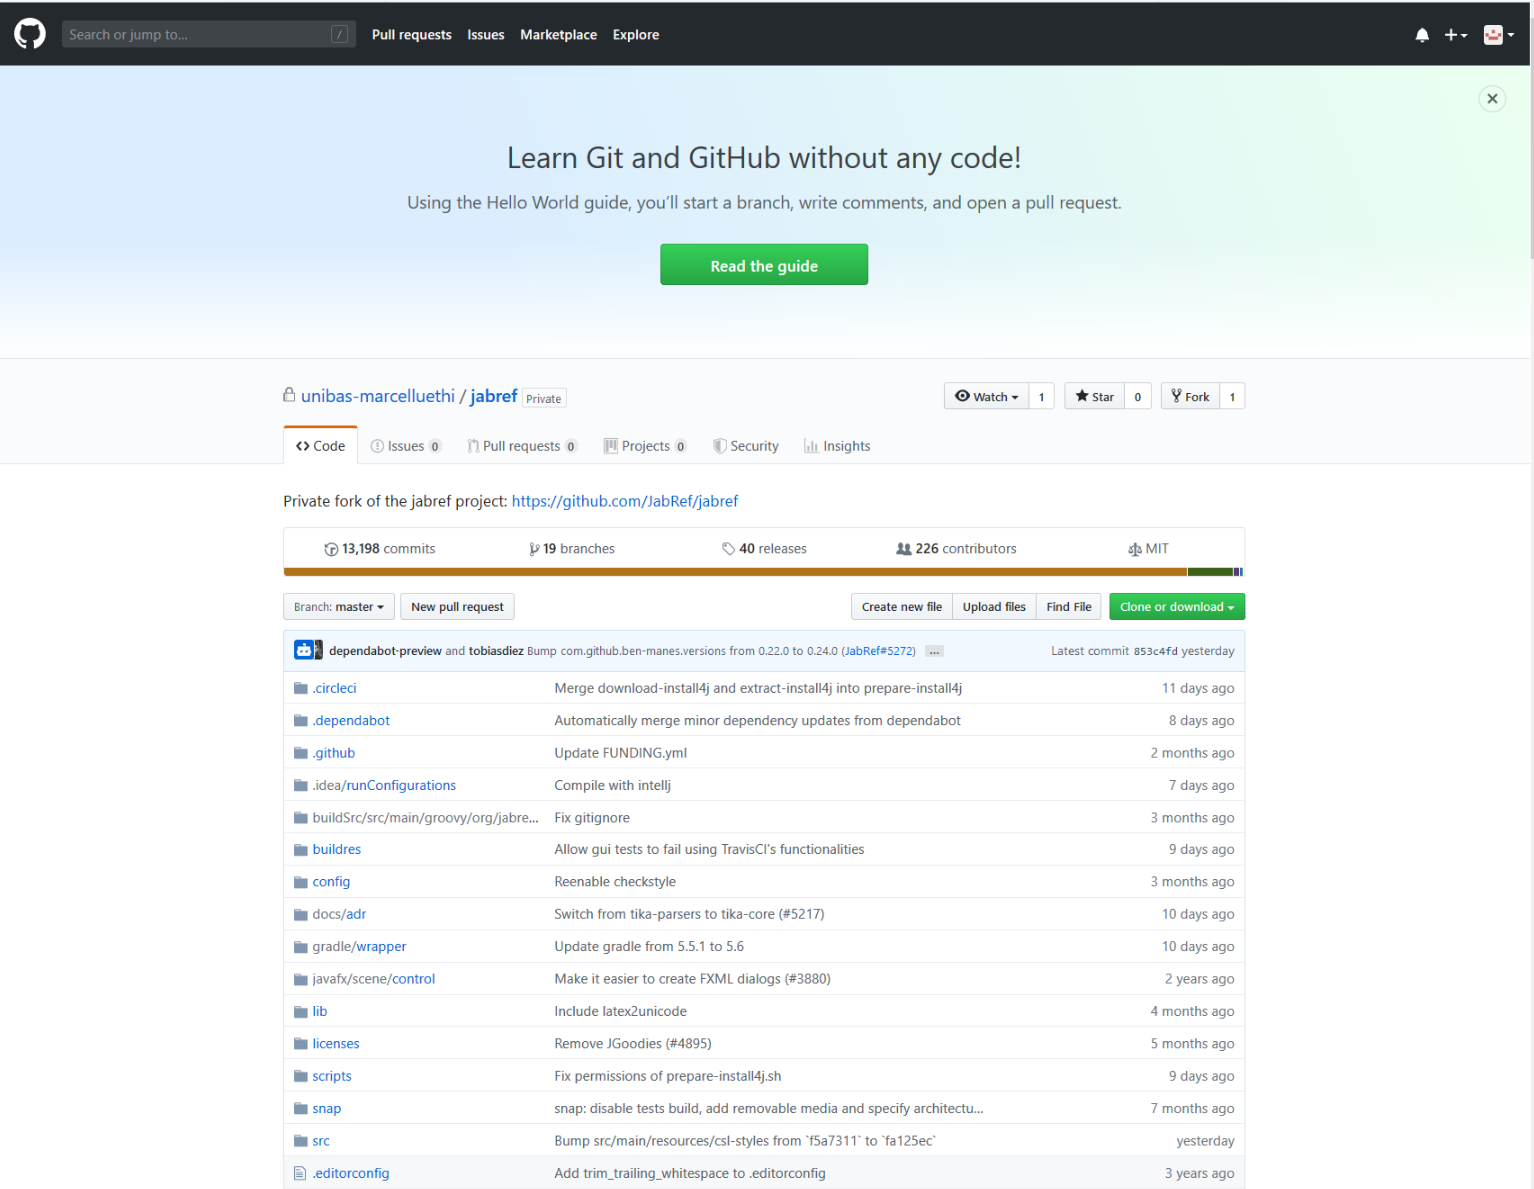 Search or jump to... /
Pull requests Issues Marketplace Explore
Learn Git and GitHub without any code!
Using the Hello World guide, you’ll start a branch, write comments, and open a pull request.
Read the guide
unibas-marcelluethi / jabref Private
Watch 1 Star 0 Fork 1
Code Issues 0 Pull requests 0 Projects 0 Security Insights
Private fork of the jabref project: https://github.com/JabRef/jabref
13,198 commits 19 branches 40 releases 226 contributors MIT
Branch: master New pull request Create new file Upload files Find File Clone or download
dependabot-preview and tobiasdiez Bump com.github.ben-manes.versions from 0.22.0 to 0.24.0 (JabRef#5272) ... Latest commit 853c4fd yesterday
.circleci Merge download-install4j and extract-install4j into prepare-install4j 11 days ago
.dependabot Automatically merge minor dependency updates from dependabot 8 days ago
.github Update FUNDING.yml 2 months ago
.idea/runConfigurations Compile with intellj 7 days ago
buildSrc/src/main/groovy/org/jabre... Fix gitignore 3 months ago
buildres Allow gui tests to fail using TravisCI's functionalities 9 days ago
config Reenable checkstyle 3 months ago
docs/adr Switch from tika-parsers to tika-core (#5217) 10 days ago
gradle/wrapper Update gradle from 5.5.1 to 5.6 10 days ago
javafx/scene/control Make it easier to create FXML dialogs (#3880) 2 years ago
lib Include latex2unicode 4 months ago
licenses Remove JGoodies (#4895) 5 months ago
scripts Fix permissions of prepare-install4j.sh 9 days ago
snap snap: disable tests build, add removable media and specify architectu... 7 months ago
src Bump src/main/resources/csl-styles from `f5a7311` to `fa125ec` yesterday
.editorconfig Add trim_trailing_whitespace to .editorconfig 3 years ago